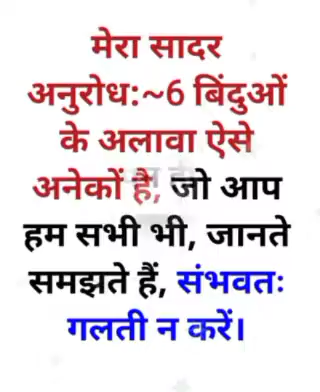 मेरा सादर
अनुरोध:~6 बिंदुओं
के अलावा ऐसे
अनेकों है, जो आप
हम सभी भी, जानते
समझते हैं, संभवतः
गलती न करें।